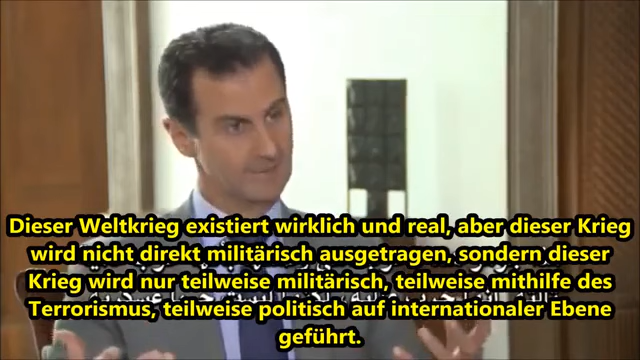 Dieser Weltkrieg existiert wirklich und real, aber dieser Krieg
wird nicht direkt militärisch ausgetragen, sondern dieser
Krieg wird nur teilweise militärisch, teilweise mithilfe des
Terrorismus, teilweise politisch auf internationaler Ebene
geführt.